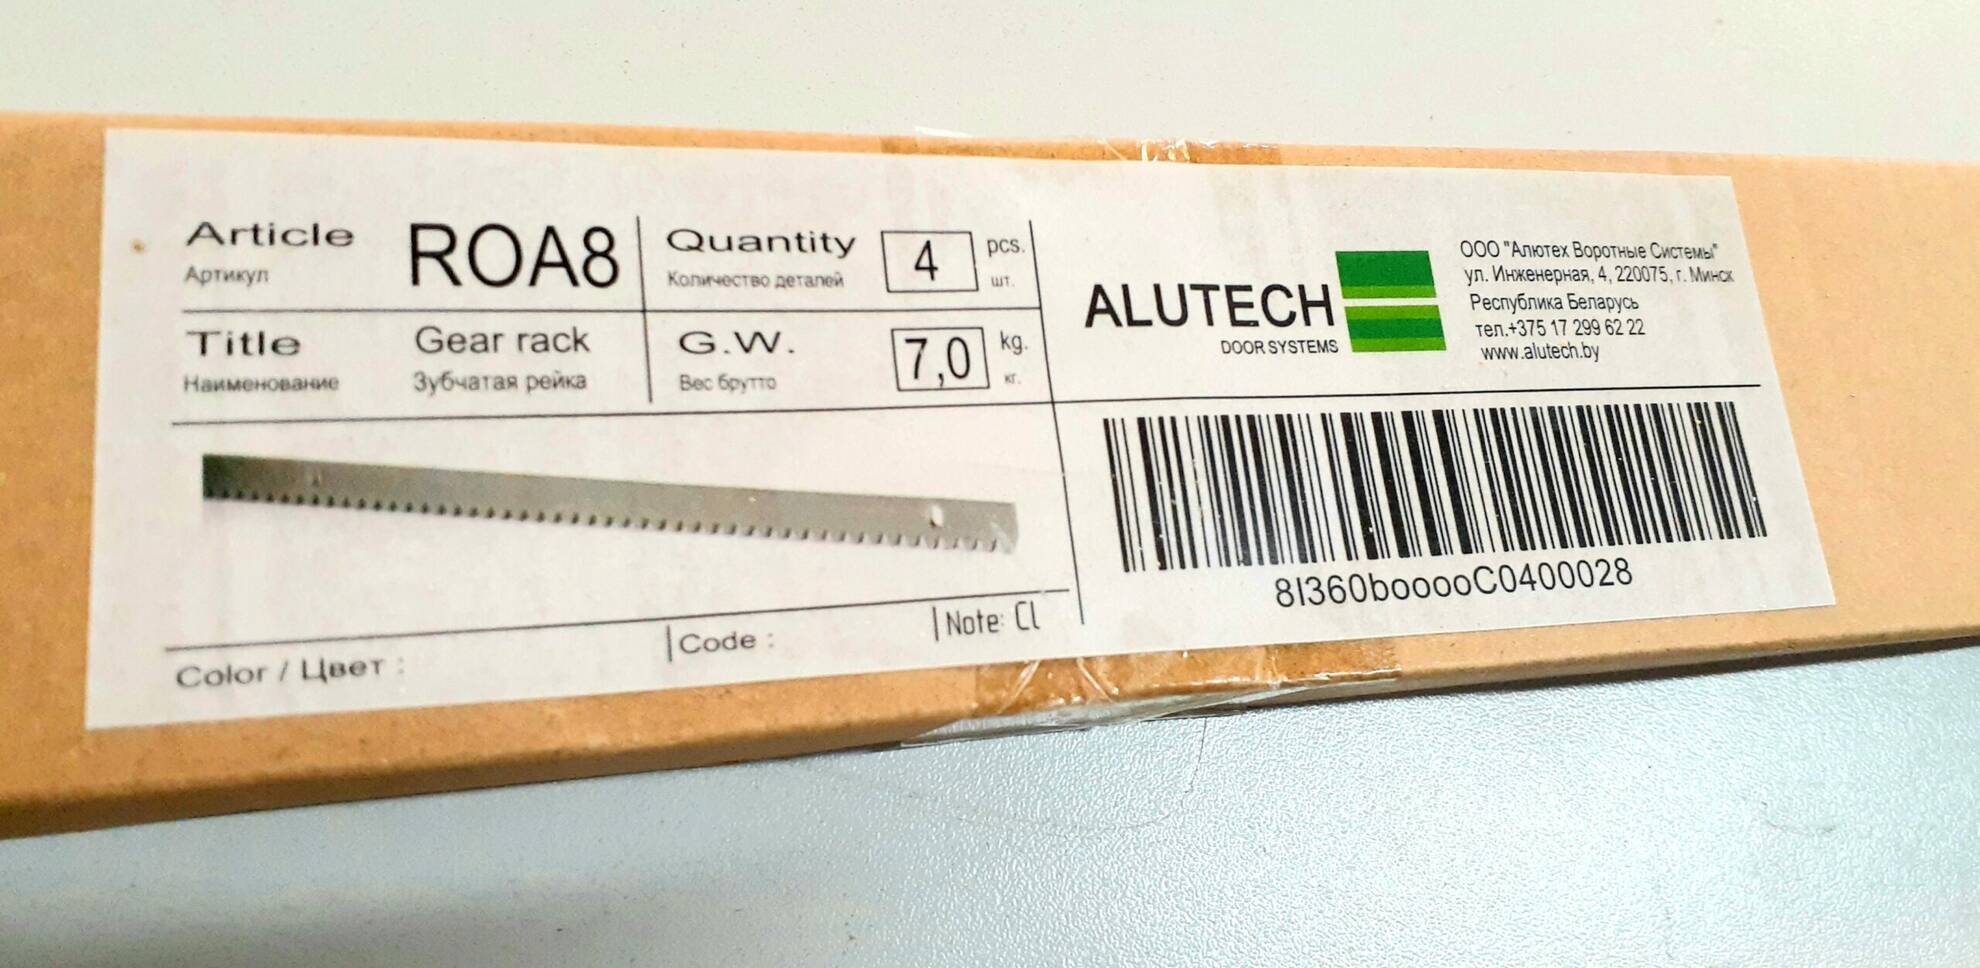 Article ROA8
Артикул
Quantity 4 pcs.
Количество деталей шт.
Title Gear rack
Наименование Зубчатая рейка
G.W. 7,0 kg.
Вес брутто кг.
Color / Цвет :
Code :
Note: Cl
ALUTECH
DOOR SYSTEMS
ООО "Алютех Воротные Системы"
ул. Инженерная, 4, 220075, г. Минск
Республика Беларусь
тел.+375 17 299 62 22
www.alutech.by
8I360booooC0400028